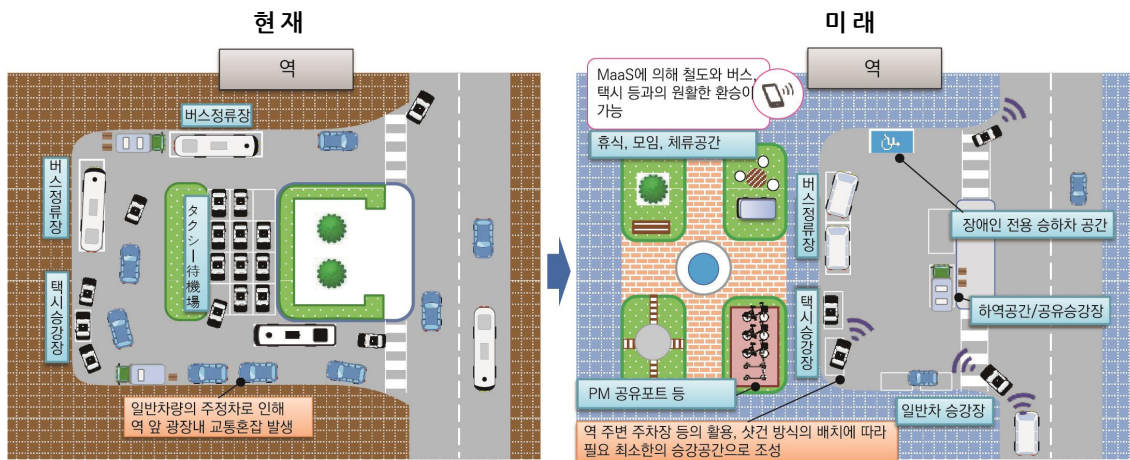 현재
역
버스정류장
버스정류장
タクシー待機場
택시승강장
일반차량의 주정차로 인해
역 앞 광장내 교통혼잡 발생
미래
역
MaaS에 의해 철도와 버스,
택시 등과의 원활한 환승이
가능
휴식, 모임, 체류공간
버스정류장
장애인 전용 승하차 공간
택시승강장
하역공간/공유승강장
PM 공유포트 등
일반차 승강장
역 주변 주차장 등의 활용, 샷건 방식의 배치에 따라
필요 최소한의 승강공간으로 조성